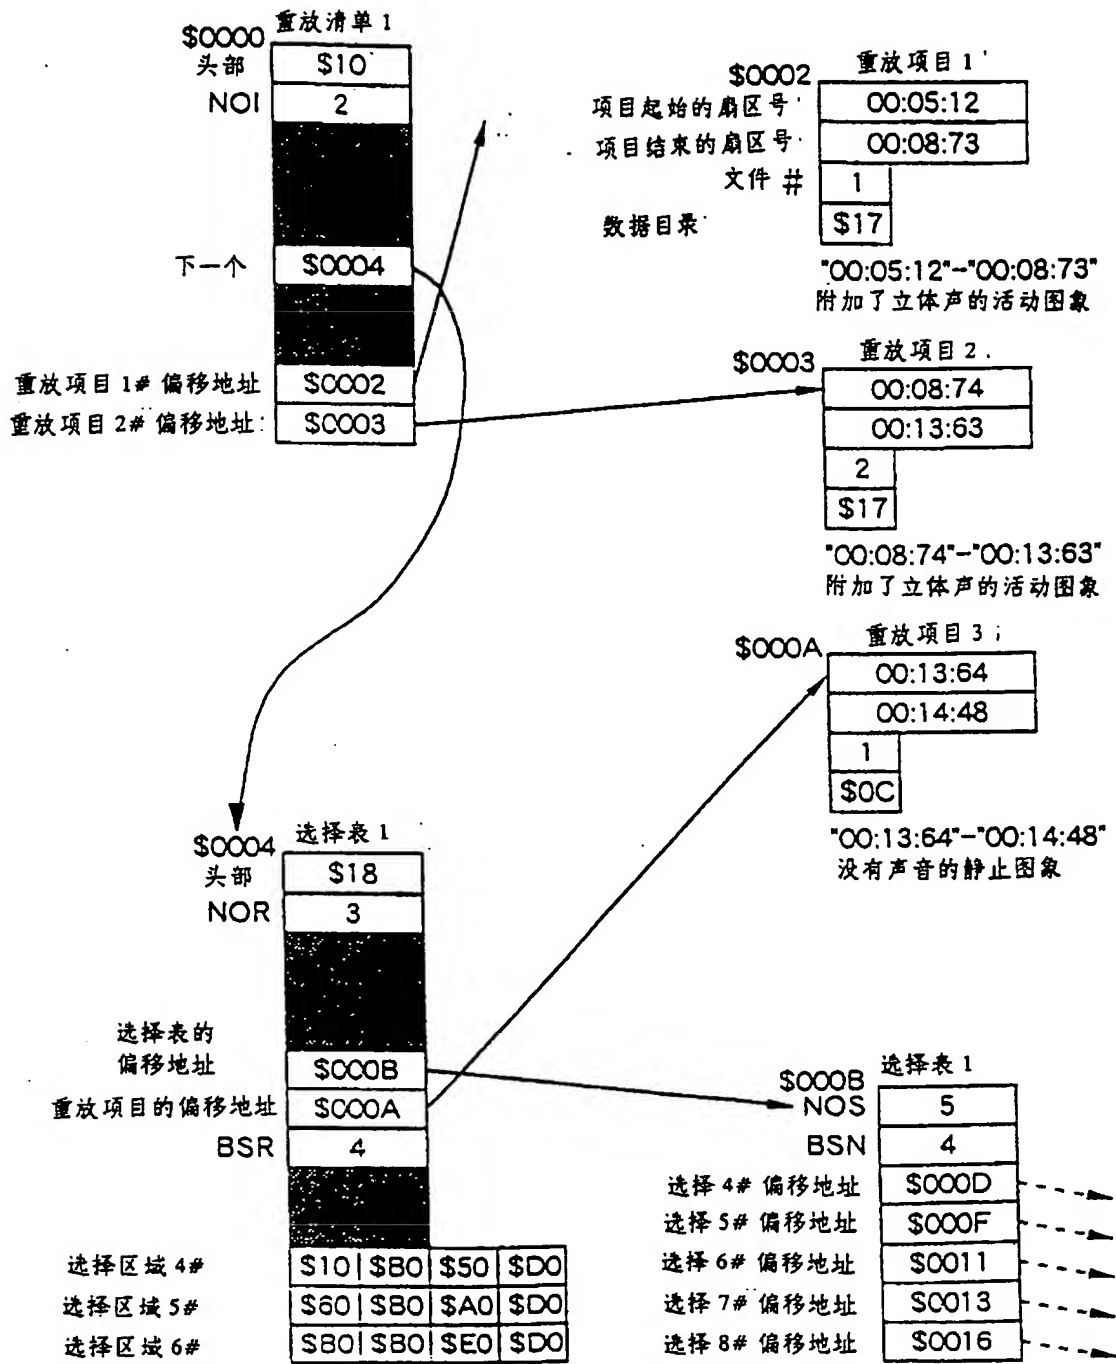 重放清单 1
$0000
头部 $10
NOI 2
下一个 $0004
重放项目 1# 偏移地址 $0002
重放项目 2# 偏移地址: $0003
重放项目 1
$0002
项目起始的扇区号 00:05:12
项目结束的扇区号 00:08:73
文件 # 1
数据目录 $17
"00:05:12"-"00:08:73"
附加了立体声的活动图象
重放项目 2
$0003
00:08:74
00:13:63
2
$17
"00:08:74"-"00:13:63"
附加了立体声的活动图象
重放项目 3
$000A
00:13:64
00:14:48
1
$0C
"00:13:64"-"00:14:48"
没有声音的静止图象
选择表 1
$0004
头部 $18
NOR 3
选择表的
偏移地址 $000B
重放项目的偏移地址 $000A
BSR 4
选择区域 4# $10 $B0 $50 $D0
选择区域 5# $60 $B0 $A0 $D0
选择区域 6# $B0 $B0 $E0 $D0
选择表 1
$000B
NOS 5
BSN 4
选择 4# 偏移地址 $000D
选择 5# 偏移地址 $000F
选择 6# 偏移地址 $0011
选择 7# 偏移地址 $0013
选择 8# 偏移地址 $0016